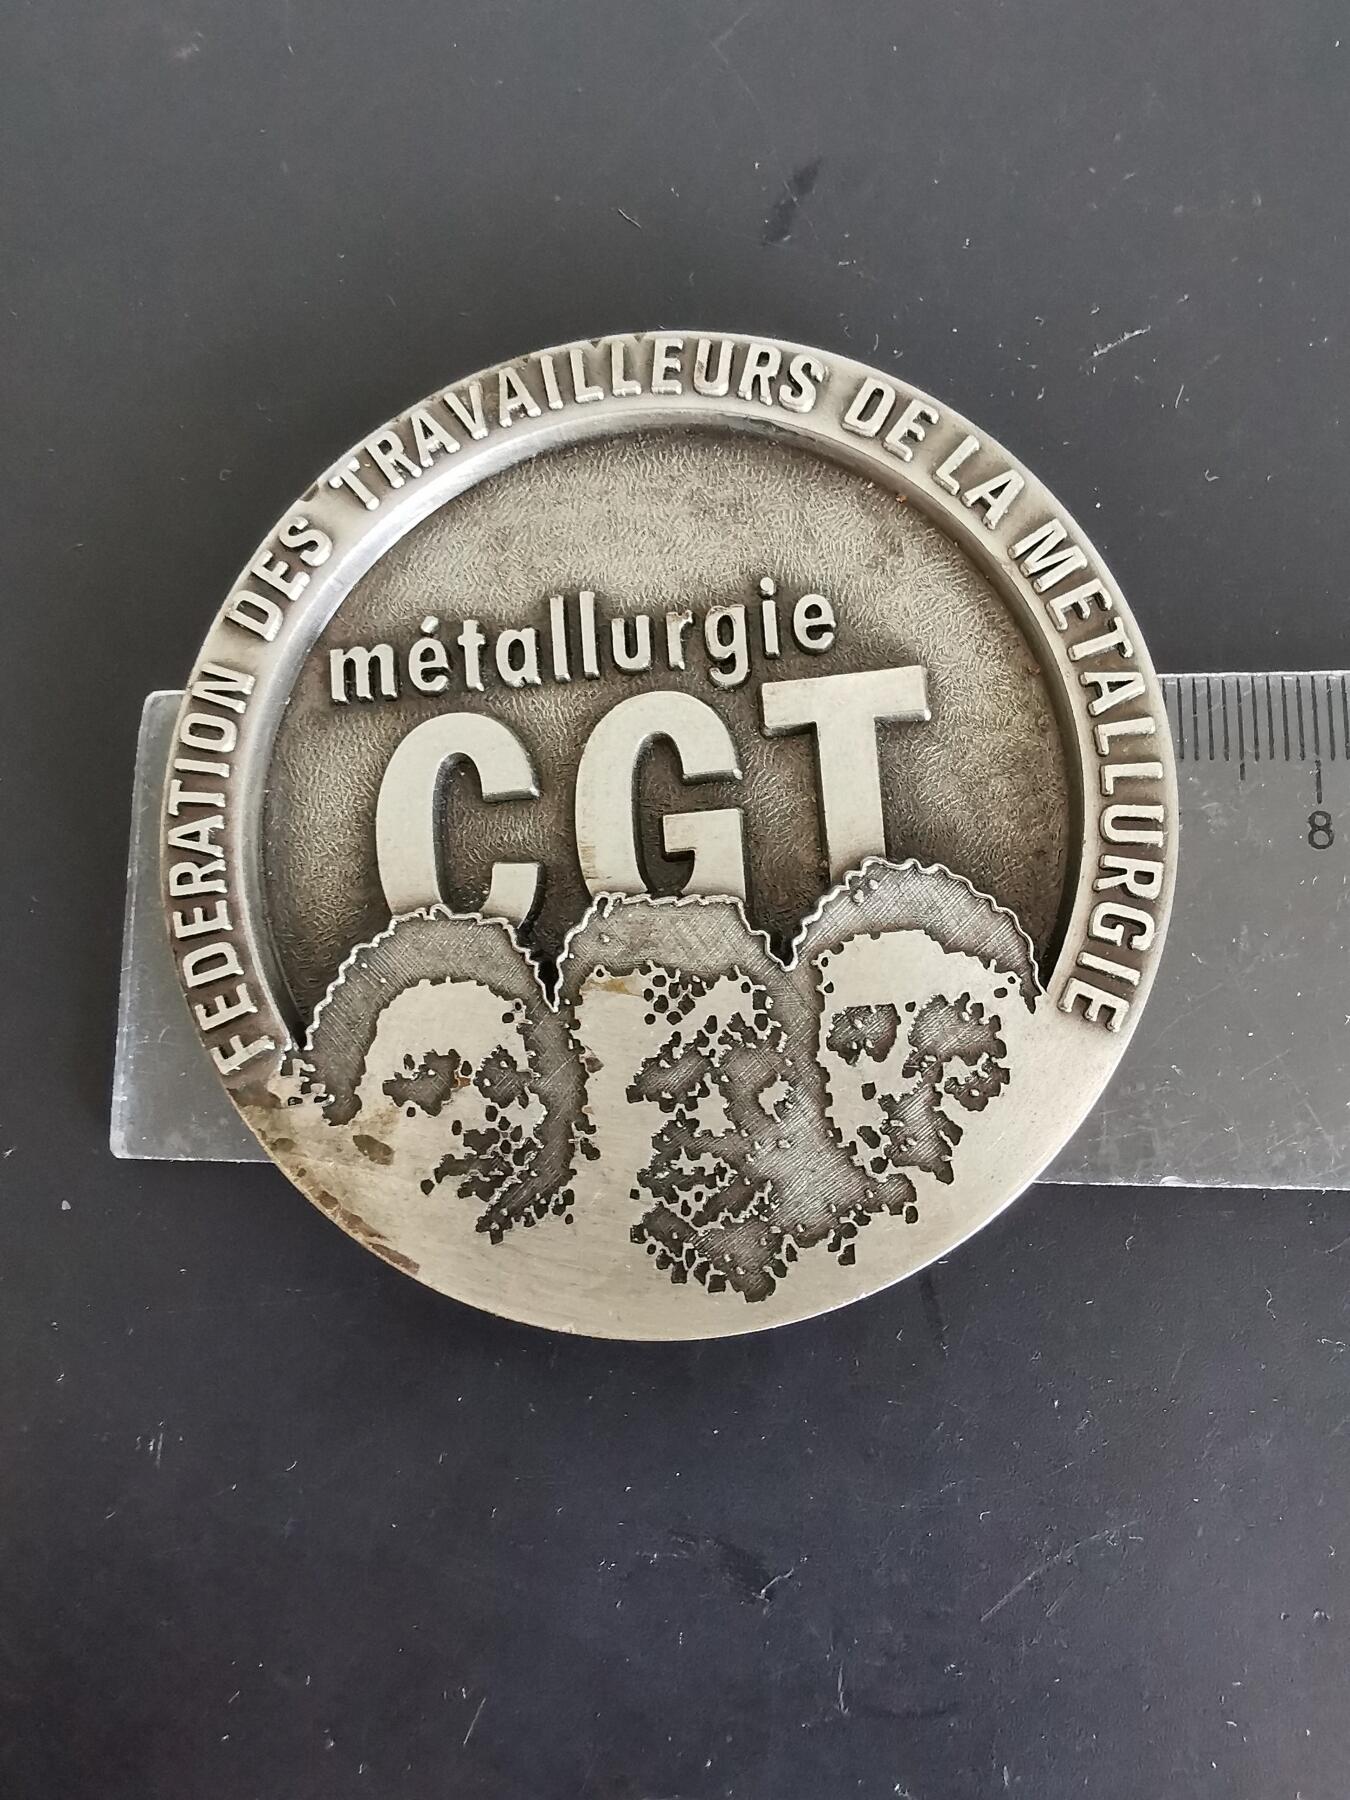 FEDERATION DES TRAVAILLEURS DE LA METALLURGIE
métallurgie
CGT
8